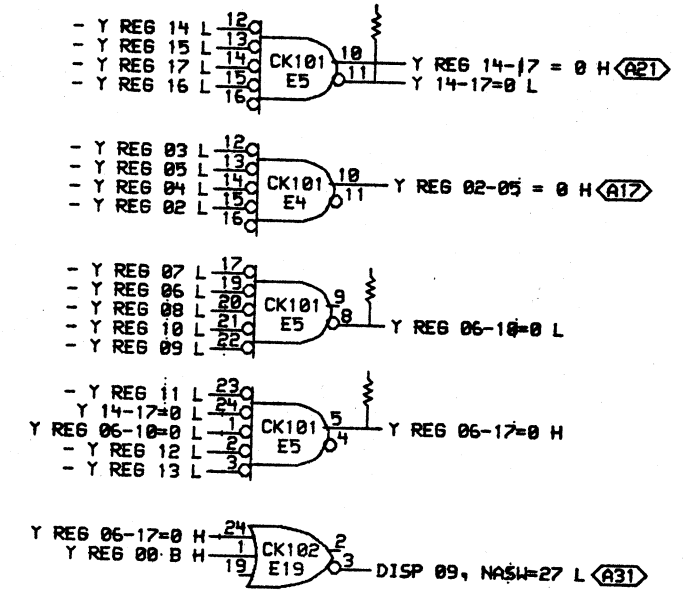 - Y REG 14 L 12
- Y REG 15 L 13
- Y REG 17 L 14
- Y REG 16 L 15
16
CK101
E5
10 Y REG 14-17 = 0 H A21
11 Y 14-17=0 L
- Y REG 03 L 12
- Y REG 05 L 13
- Y REG 04 L 14
- Y REG 02 L 15
16
CK101
E4
10 Y REG 02-05 = 0 H A17
11
- Y REG 07 L 17
- Y REG 06 L 19
- Y REG 08 L 20
- Y REG 10 L 21
- Y REG 09 L 22
CK101
E5
9
8 Y REG 06-10=0 L
- Y REG 11 L 23
Y 14-17=0 L 24
Y REG 06-10=0 L 1
- Y REG 12 L 2
- Y REG 13 L 3
CK101
E5
5 Y REG 06-17=0 H
4
Y REG 06-17=0 H 24
Y REG 00 B H 1
19
CK102
E19
2
3 DISP 09, NASW=27 L A31